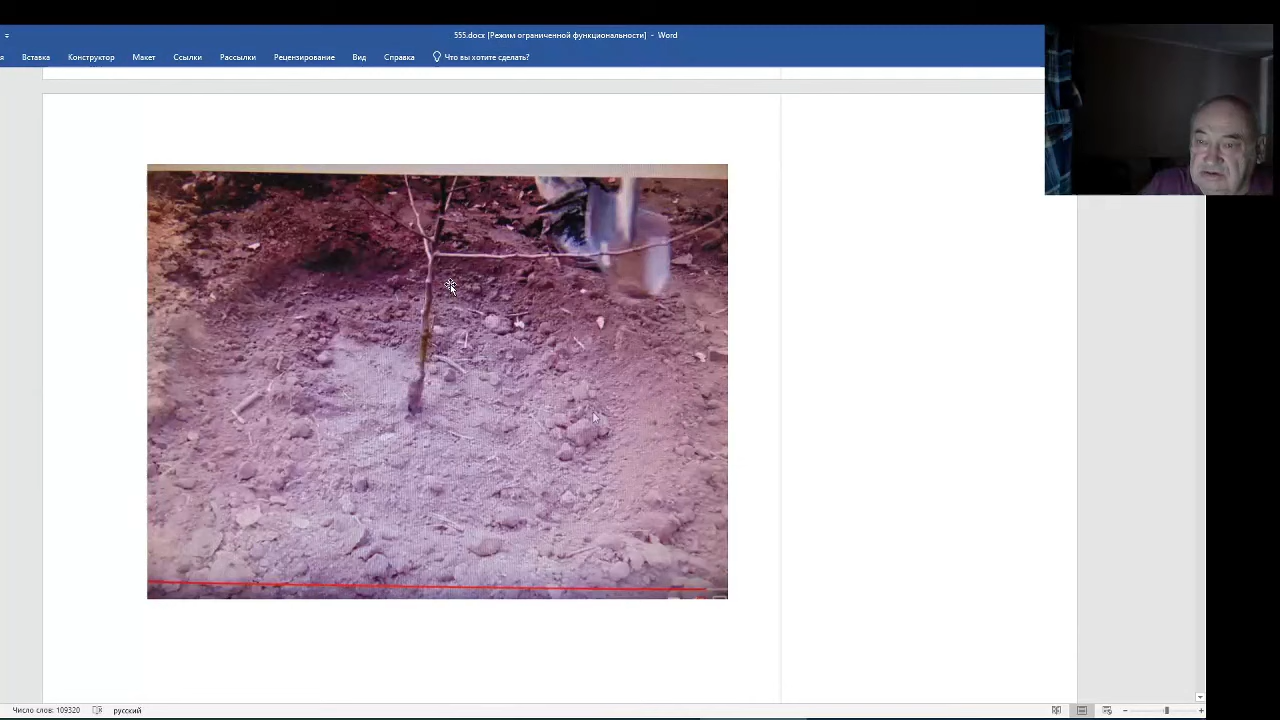 555.docx [Режим ограниченной функциональности] - Word
я Вставка Конструктор Макет Ссылки Рассылки Рецензирование Вид Справка Что вы хотите сделать?
Число слов: 109320 русский